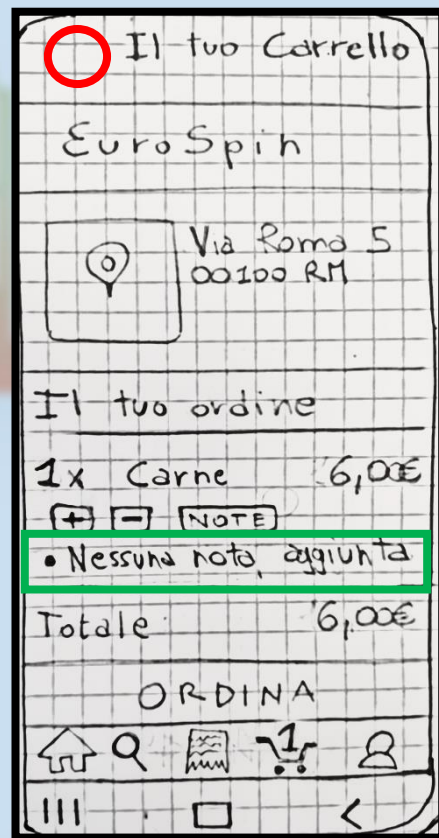 Il tuo Carrello
EuroSpin
Via Roma 5
00100 RM
Il tuo ordine
1x Carne 6,00€
+ - NOTE
• Nessuna nota aggiunta
Totale 6,00€
ORDINA
1